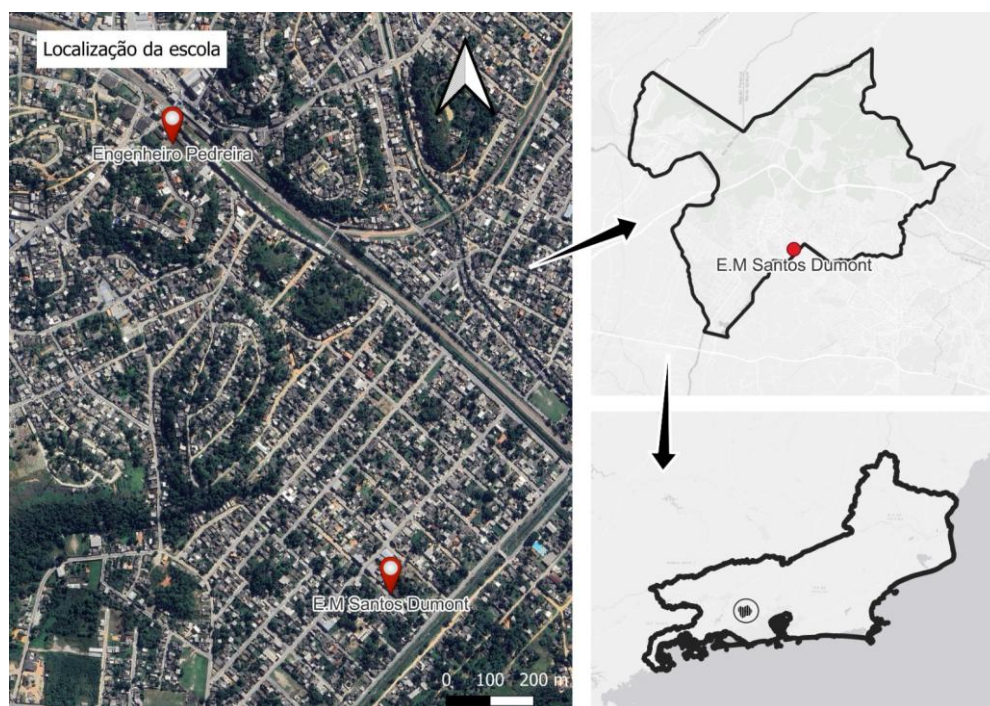 Localização da escola
Engenheiro Pedreira
E.M Santos Dumont
0 100 200 m
E.M Santos Dumont